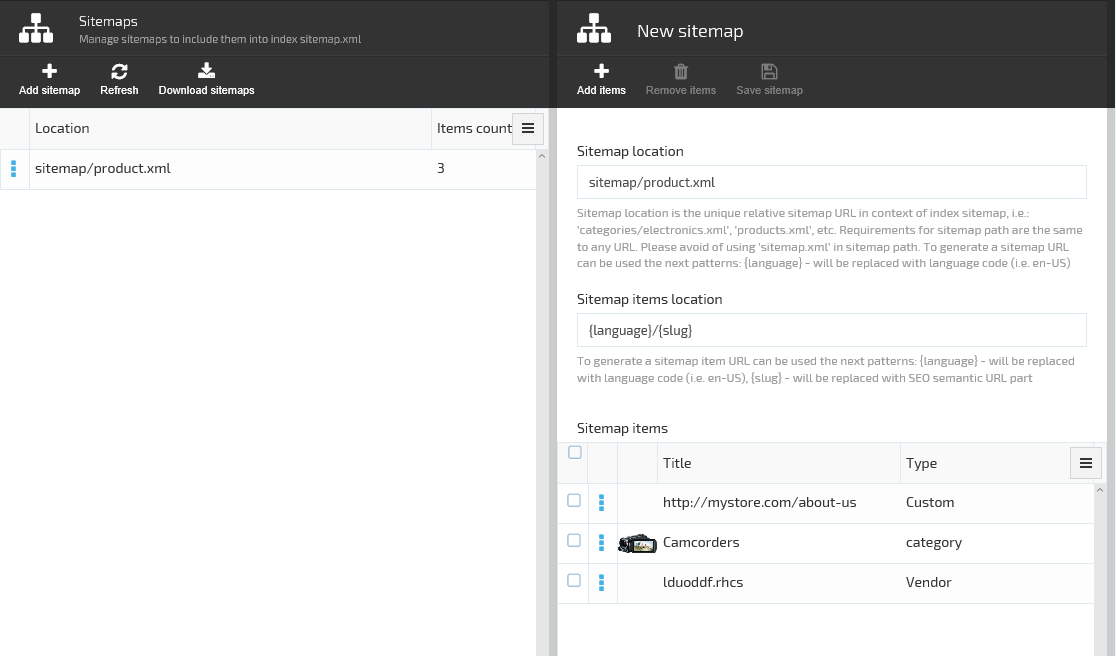 Sitemaps
Manage sitemaps to include them into index sitemap.xml
Add sitemap
Refresh
Download sitemaps
Location
Items count
sitemap/product.xml
3
New sitemap
Add items
Remove items
Save sitemap
Sitemap location
sitemap/product.xml
Sitemap location is the unique relative sitemap URL in context of index sitemap, i.e.:
'categories/electronics.xml', 'products.xml', etc. Requirements for sitemap path are the same
to any URL. Please avoid of using 'sitemap.xml' in sitemap path. To generate a sitemap URL
can be used the next patterns: {language} - will be replaced with language code (i.e. en-US)
Sitemap items location
{language}/{slug}
To generate a sitemap item URL can be used the next patterns: {language} - will be replaced
with language code (i.e. en-US), {slug} - will be replaced with SEO semantic URL part
Sitemap items
Title
Type
http://mystore.com/about-us
Custom
Camcorders
category
lduoddf.rhcs
Vendor